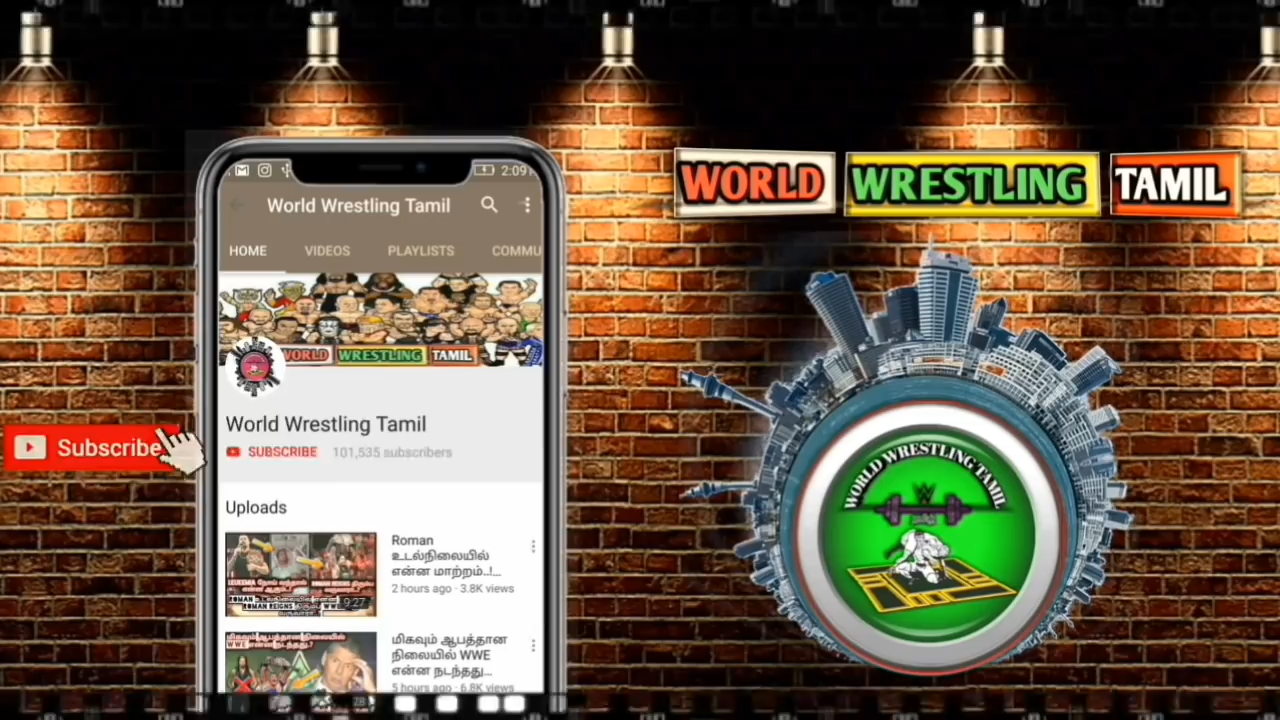 WORLD WRESTLING TAMIL
2:09
World Wrestling Tamil
HOME VIDEOS PLAYLISTS COMMU
WORLD WRESTLING TAMIL
World Wrestling Tamil
SUBSCRIBE 101,535 subscribers
Subscribe
Uploads
Roman
உடல்நிலையில்
என்ன மாற்றம்..!...
2 hours ago · 3.8K views
9:27
மிகவும் ஆபத்தான
நிலையில் WWE
என்ன நடந்தது...
5 hours ago · 6.8K views
WORLD WRESTLING TAMIL
தமிழ்